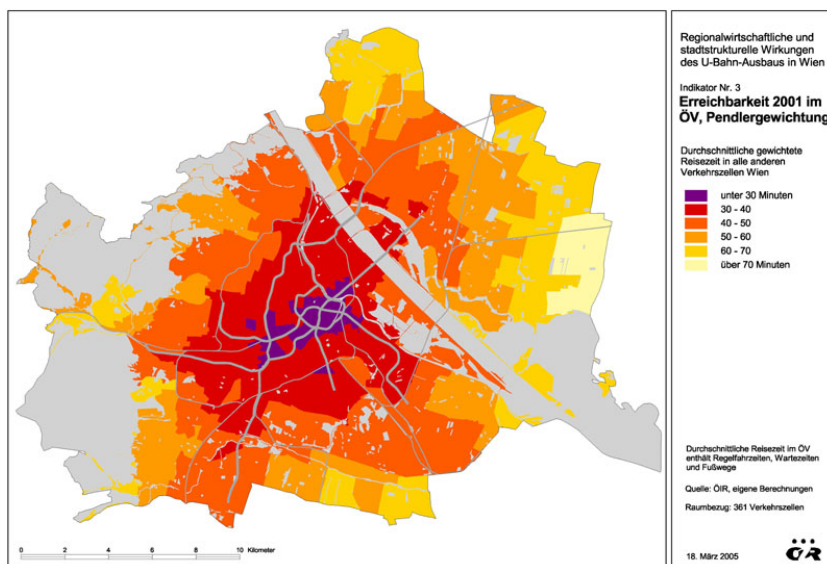 Regionalwirtschaftliche und
stadtstrukturelle Wirkungen
des U-Bahn-Ausbaus in Wien
Indikator Nr. 3
Erreichbarkeit 2001 im
ÖV, Pendlergewichtung
Durchschnittliche gewichtete
Reisezeit in alle anderen
Verkehrszellen Wien
unter 30 Minuten
30 - 40
40 - 50
50 - 60
60 - 70
über 70 Minuten
Durchschnittliche Reisezeit im ÖV
enthält Regelfahrzeiten, Wartezeiten
und Fußwege
Quelle: ÖIR, eigene Berechnungen
Raumbezug: 361 Verkehrszellen
18. März 2005
ÖIR
0 2 4 6 8 10 Kilometer